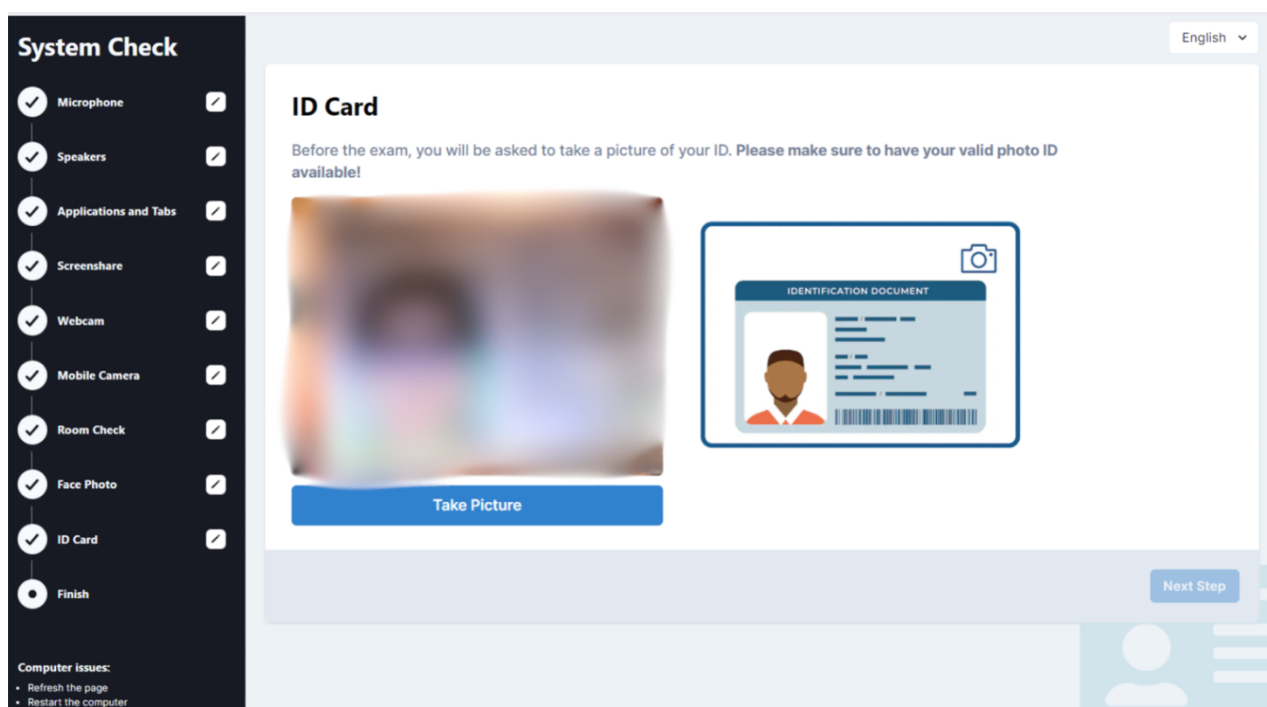 System Check
Microphone
Speakers
Applications and Tabs
Screenshare
Webcam
Mobile Camera
Room Check
Face Photo
ID Card
Finish
Computer issues:
• Refresh the page
• Restart the computer
English
ID Card
Before the exam, you will be asked to take a picture of your ID. Please make sure to have your valid photo ID
available!
IDENTIFICATION DOCUMENT
Take Picture
Next Step